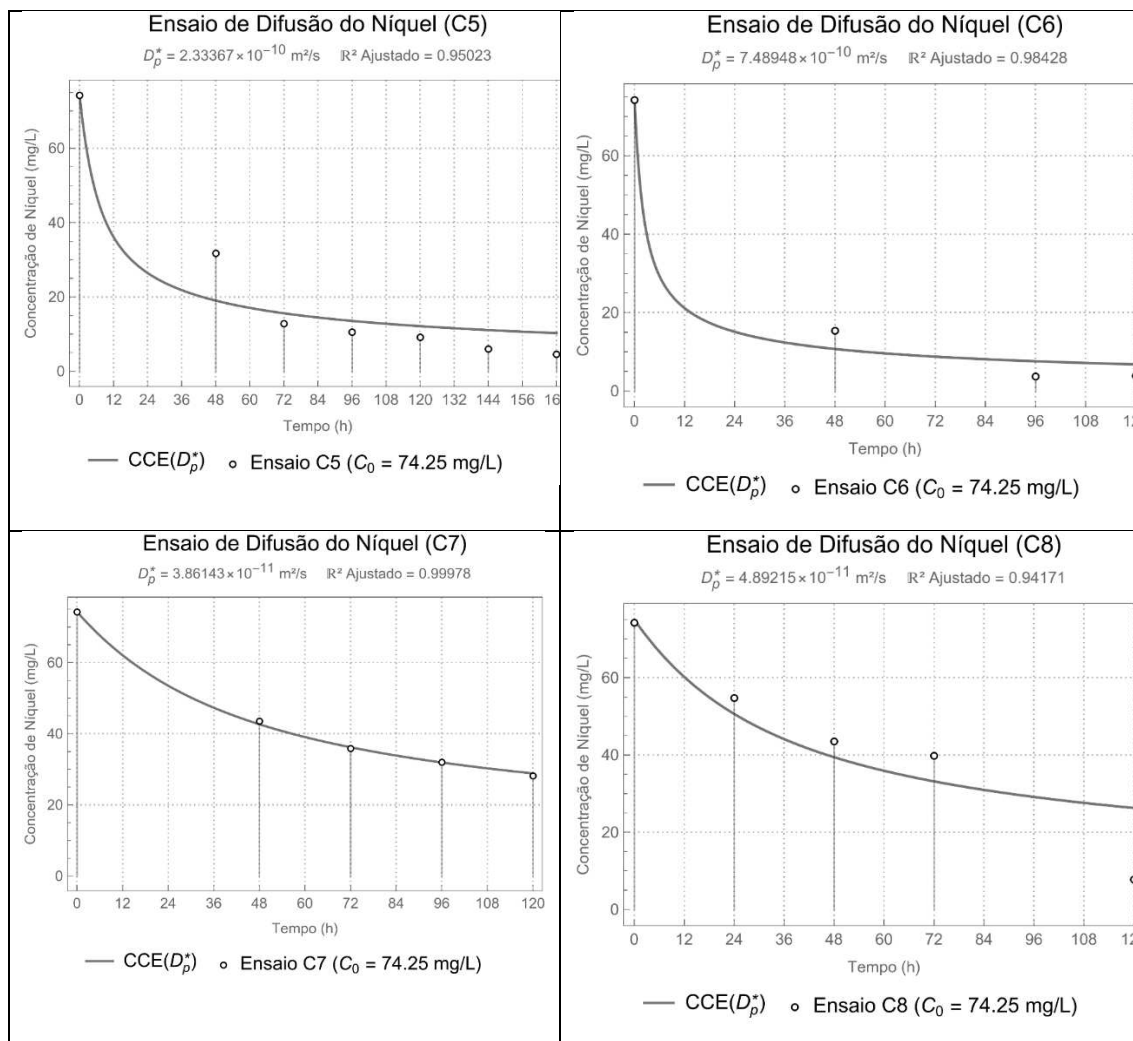 Ensaio de Difusão do Níquel (C5)
D*p = 2.33367×10⁻¹⁰ m²/s R² Ajustado = 0.95023
Concentração de Níquel (mg/L)
60
40
20
0
0 12 24 36 48 60 72 84 96 108 120 132 144 156 16
Tempo (h)
CCE(D*p) Ensaio C5 (C₀ = 74.25 mg/L)
Ensaio de Difusão do Níquel (C6)
D*p = 7.48948×10⁻¹⁰ m²/s R² Ajustado = 0.98428
Concentração de Níquel (mg/L)
60
40
20
0
0 12 24 36 48 60 72 84 96 108 12
Tempo (h)
CCE(D*p) Ensaio C6 (C₀ = 74.25 mg/L)
Ensaio de Difusão do Níquel (C7)
D*p = 3.86143×10⁻¹¹ m²/s R² Ajustado = 0.99978
Concentração de Níquel (mg/L)
60
40
20
0
0 12 24 36 48 60 72 84 96 108 120
Tempo (h)
CCE(D*p) Ensaio C7 (C₀ = 74.25 mg/L)
Ensaio de Difusão do Níquel (C8)
D*p = 4.89215×10⁻¹¹ m²/s R² Ajustado = 0.94171
Concentração de Níquel (mg/L)
60
40
20
0
0 12 24 36 48 60 72 84 96 108 12
Tempo (h)
CCE(D*p) Ensaio C8 (C₀ = 74.25 mg/L)